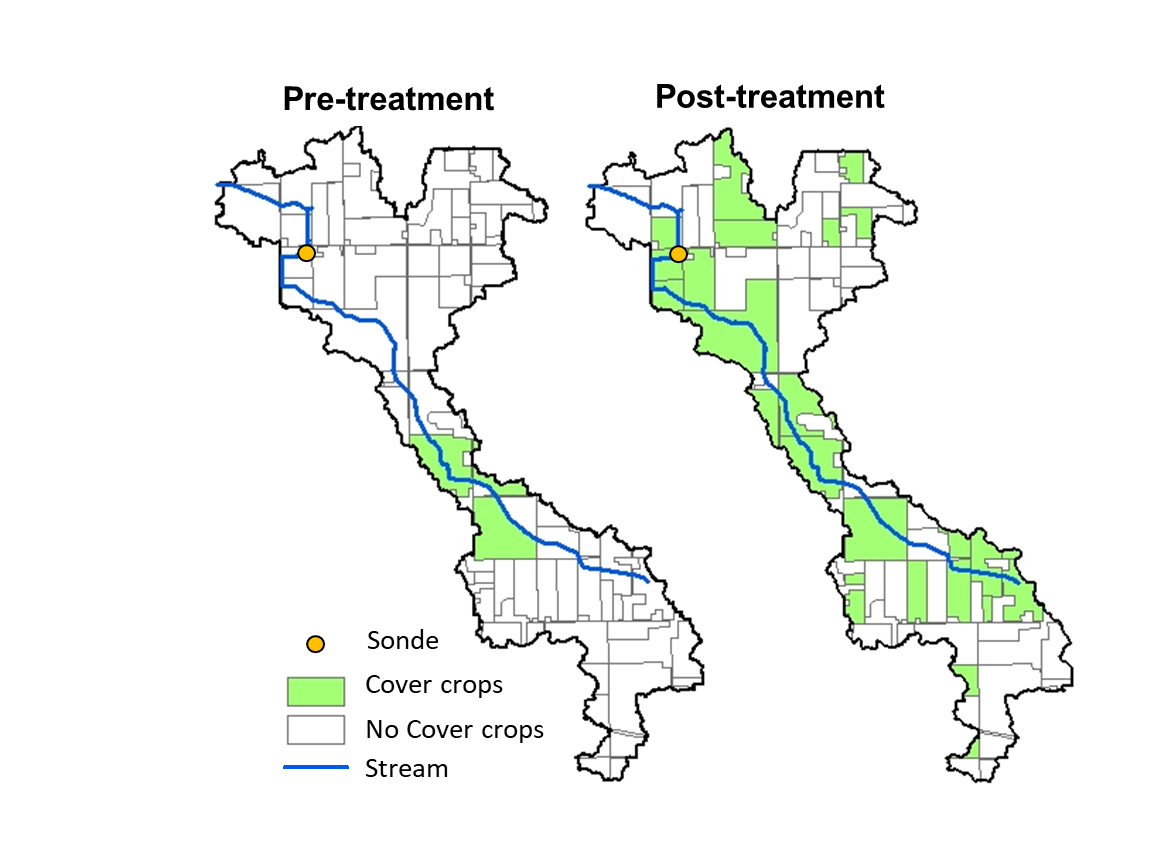 Pre-treatment
Post-treatment
Sonde
Cover crops
No Cover crops
Stream